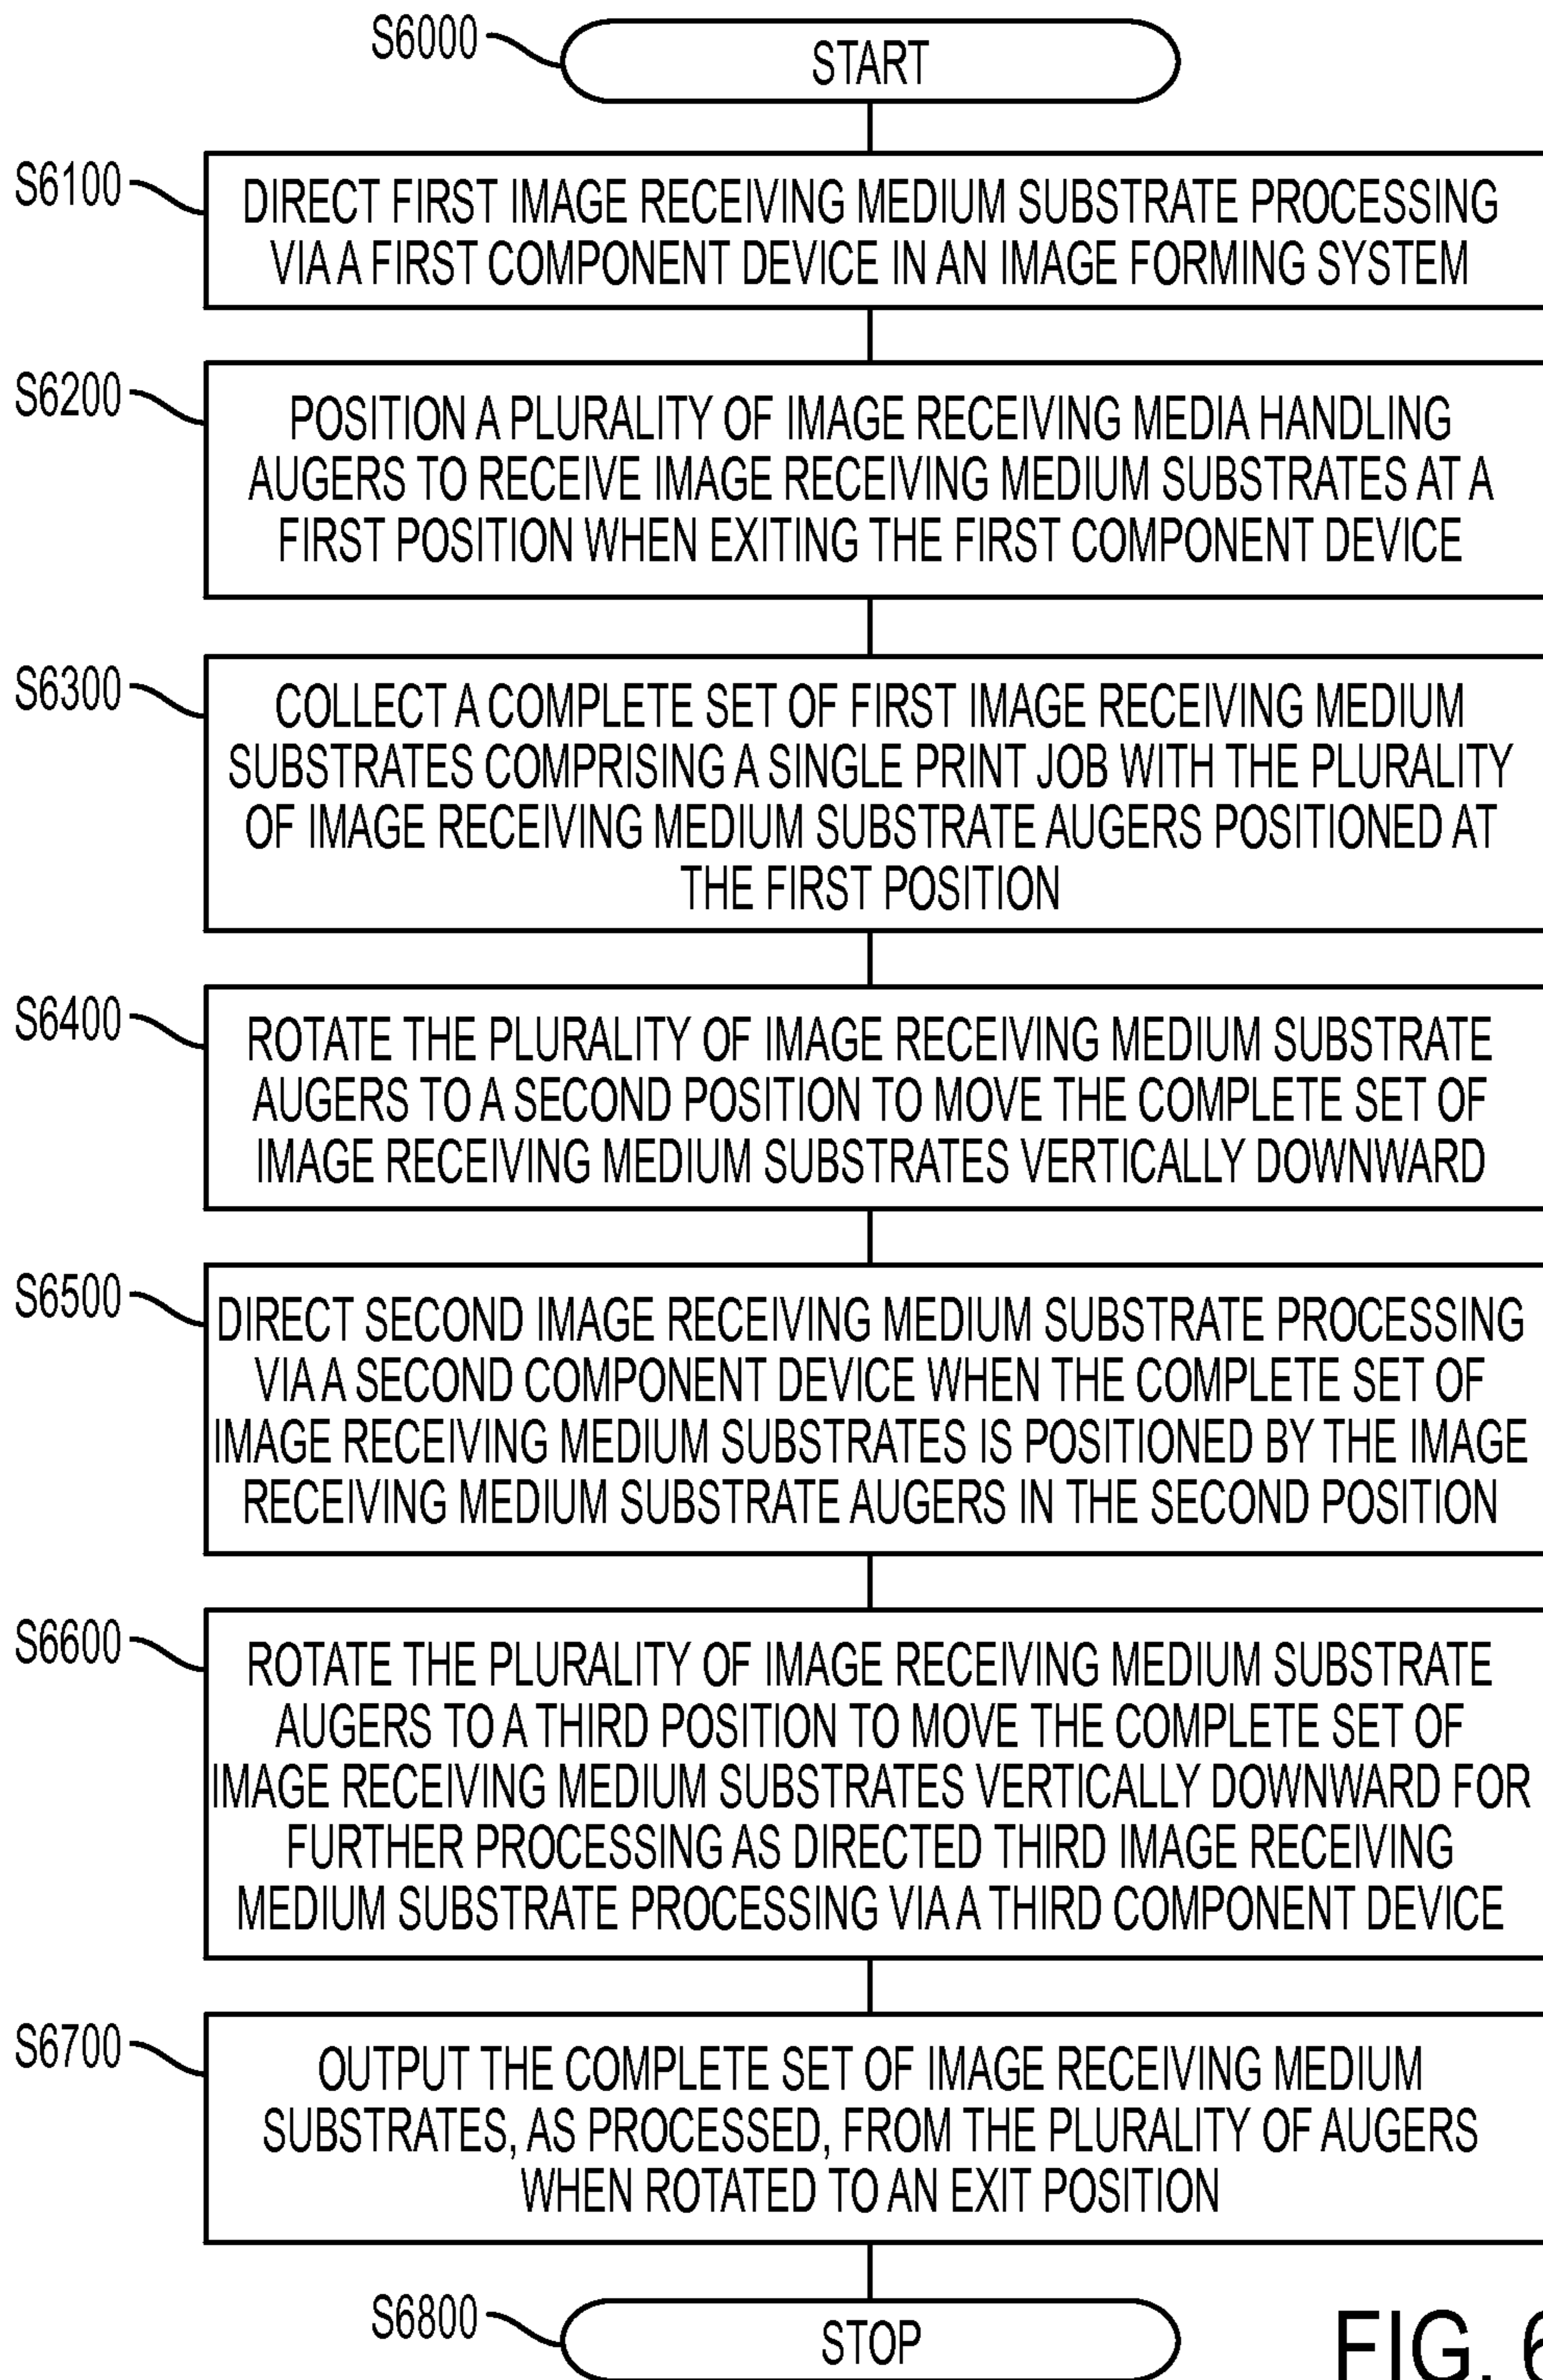 S6000
START
S6100
DIRECT FIRST IMAGE RECEIVING MEDIUM SUBSTRATE PROCESSING
VIA A FIRST COMPONENT DEVICE IN AN IMAGE FORMING SYSTEM
S6200
POSITION A PLURALITY OF IMAGE RECEIVING MEDIA HANDLING
AUGERS TO RECEIVE IMAGE RECEIVING MEDIUM SUBSTRATES AT A
FIRST POSITION WHEN EXITING THE FIRST COMPONENT DEVICE
S6300
COLLECT A COMPLETE SET OF FIRST IMAGE RECEIVING MEDIUM
SUBSTRATES COMPRISING A SINGLE PRINT JOB WITH THE PLURALITY
OF IMAGE RECEIVING MEDIUM SUBSTRATE AUGERS POSITIONED AT
THE FIRST POSITION
S6400
ROTATE THE PLURALITY OF IMAGE RECEIVING MEDIUM SUBSTRATE
AUGERS TO A SECOND POSITION TO MOVE THE COMPLETE SET OF
IMAGE RECEIVING MEDIUM SUBSTRATES VERTICALLY DOWNWARD
S6500
DIRECT SECOND IMAGE RECEIVING MEDIUM SUBSTRATE PROCESSING
VIA A SECOND COMPONENT DEVICE WHEN THE COMPLETE SET OF
IMAGE RECEIVING MEDIUM SUBSTRATES IS POSITIONED BY THE IMAGE
RECEIVING MEDIUM SUBSTRATE AUGERS IN THE SECOND POSITION
S6600
ROTATE THE PLURALITY OF IMAGE RECEIVING MEDIUM SUBSTRATE
AUGERS TO A THIRD POSITION TO MOVE THE COMPLETE SET OF
IMAGE RECEIVING MEDIUM SUBSTRATES VERTICALLY DOWNWARD FOR
FURTHER PROCESSING AS DIRECTED THIRD IMAGE RECEIVING
MEDIUM SUBSTRATE PROCESSING VIA A THIRD COMPONENT DEVICE
S6700
OUTPUT THE COMPLETE SET OF IMAGE RECEIVING MEDIUM
SUBSTRATES, AS PROCESSED, FROM THE PLURALITY OF AUGERS
WHEN ROTATED TO AN EXIT POSITION
S6800
STOP
FIG. 6